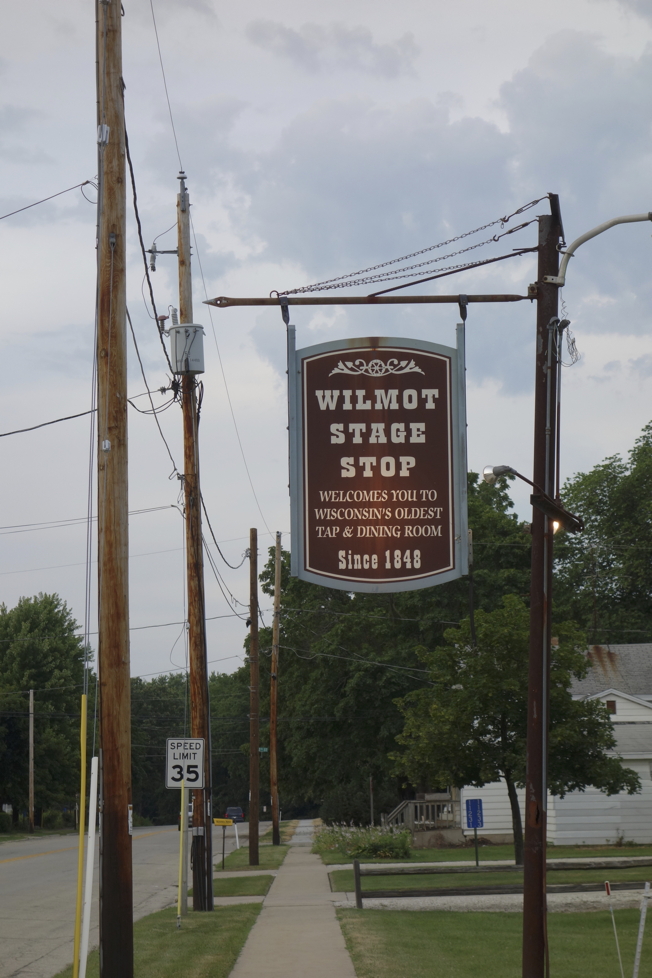 WILMOT
STAGE
STOP
WELCOMES YOU TO
WISCONSIN'S OLDEST
TAP & DINING ROOM
Since 1848
SPEED
LIMIT
35